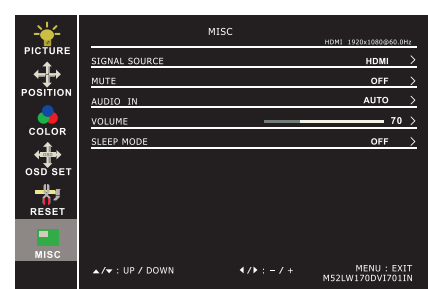 PICTURE
POSITION
COLOR
OSD
OSD SET
RESET
MISC
MISC
HDMI 1920x1080@60.0Hz
SIGNAL SOURCE HDMI >
MUTE OFF >
AUDIO IN AUTO >
VOLUME 70 >
SLEEP MODE OFF >
▲/▼ : UP / DOWN ◀/▶ : - / + MENU : EXIT
M52LW170DVI701IN